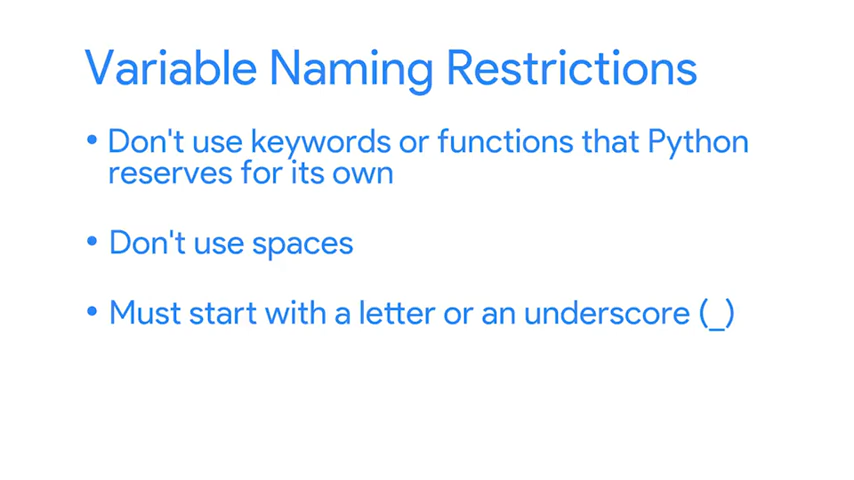 Variable Naming Restrictions
• Don't use keywords or functions that Python
reserves for its own
• Don't use spaces
• Must start with a letter or an underscore (_)